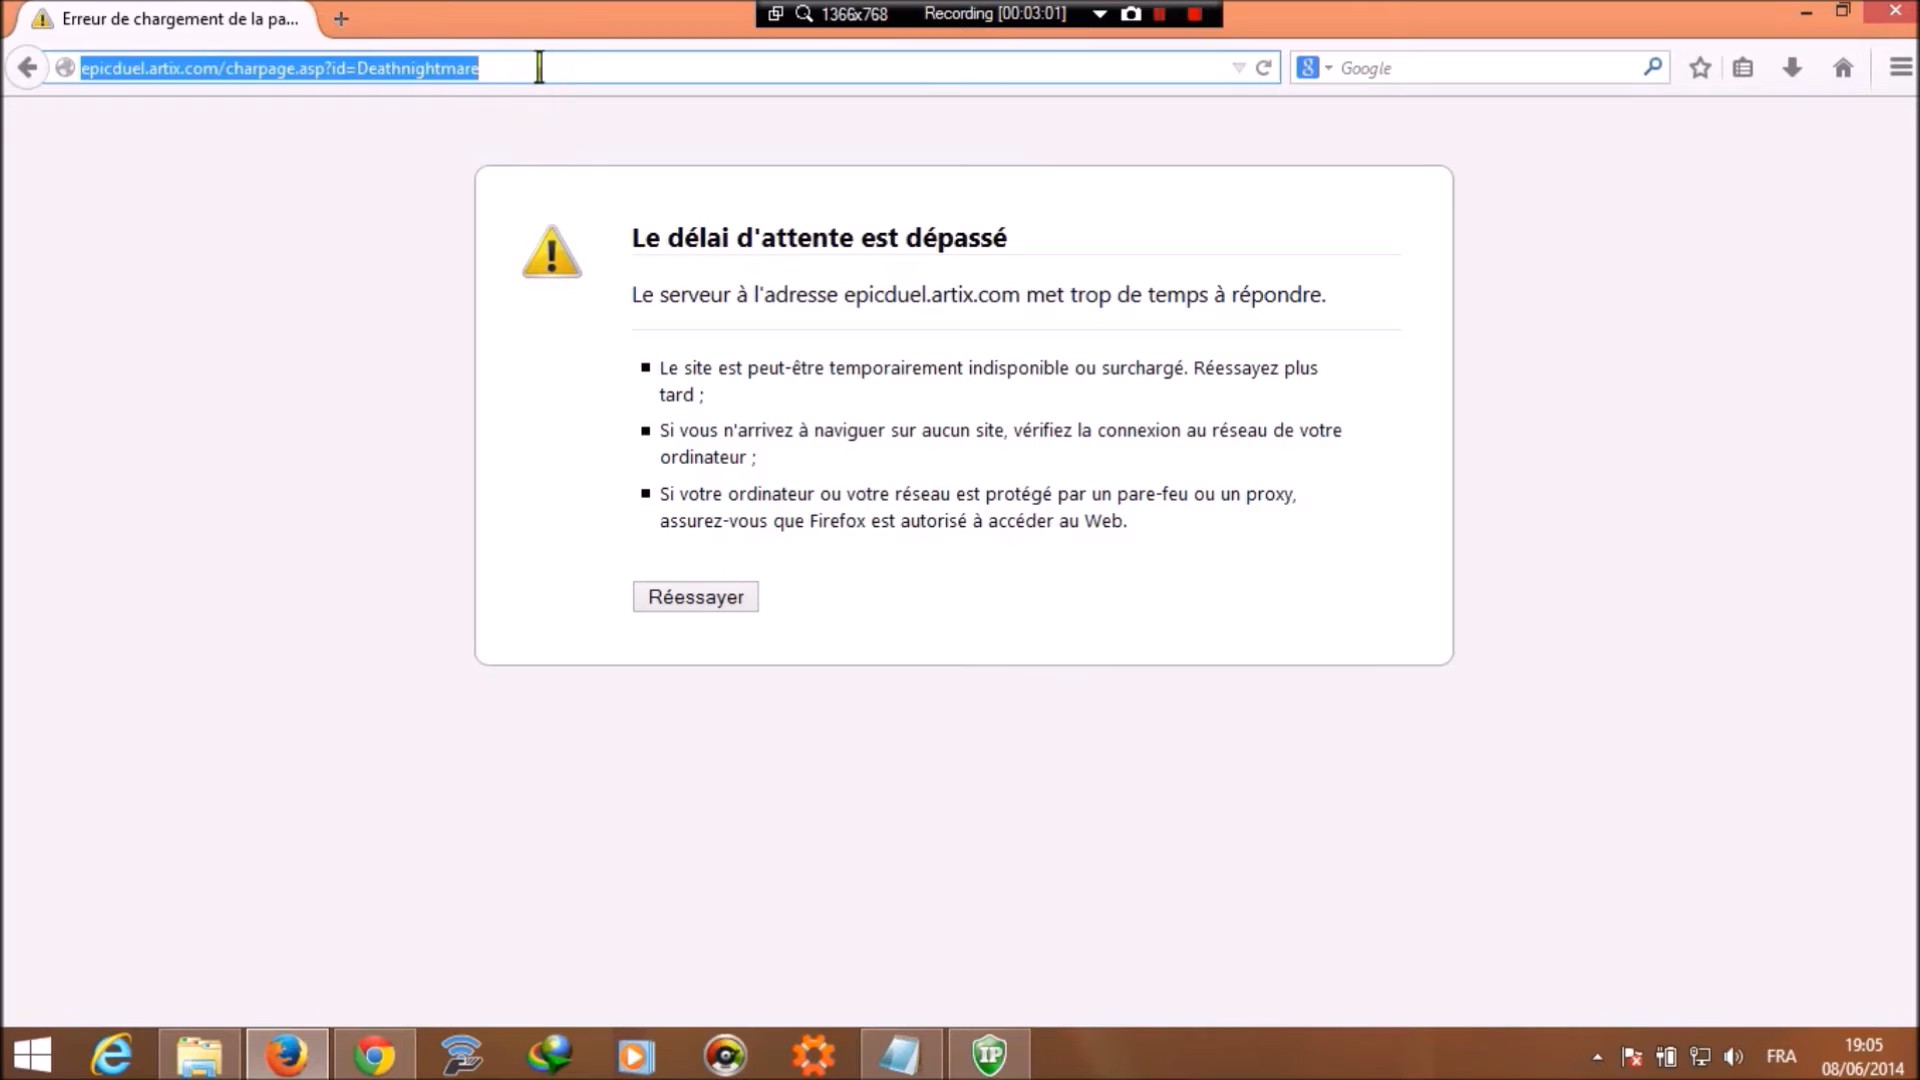 Erreur de chargement de la pa...
1366x768
Recording [00:03:01]
epicduel.artix.com/charpage.asp?id=Deathnightmare
Google
Le délai d'attente est dépassé
Le serveur à l'adresse epicduel.artix.com met trop de temps à répondre.
Le site est peut-être temporairement indisponible ou surchargé. Réessayez plus
tard ;
Si vous n'arrivez à naviguer sur aucun site, vérifiez la connexion au réseau de votre
ordinateur ;
Si votre ordinateur ou votre réseau est protégé par un pare-feu ou un proxy,
assurez-vous que Firefox est autorisé à accéder au Web.
Réessayer
IP
FRA
19:05
08/06/2014